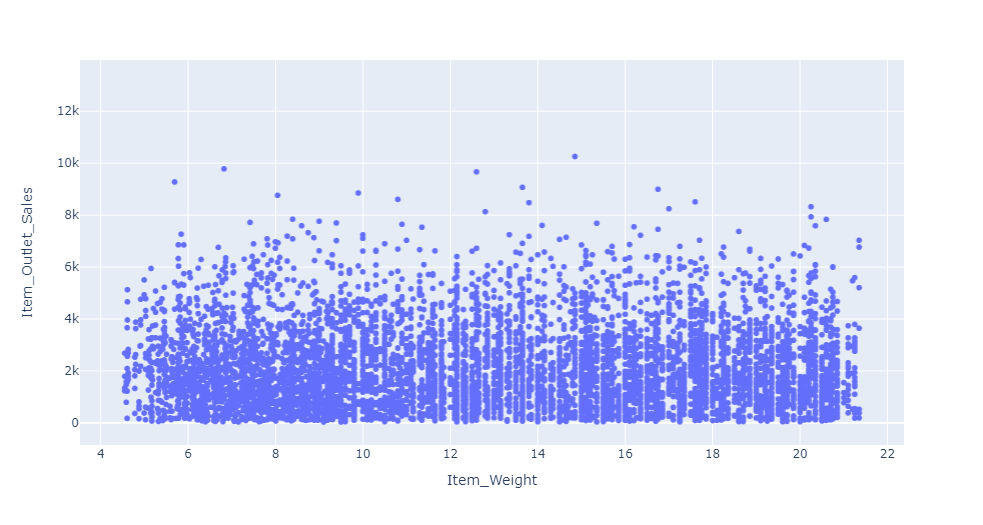 12k
10k
8k
6k
4k
2k
0
Item_Outlet_Sales
4 6 8 10 12 14 16 18 20 22
Item_Weight